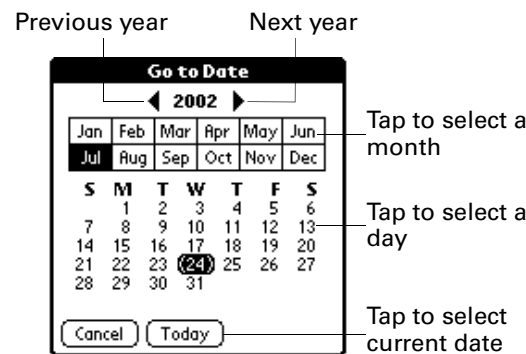 Previous year Next year
Go to Date
2002
Jan Feb Mar Apr May Jun
Jul Aug Sep Oct Nov Dec
Tap to select a
month
S M T W T F S
1 2 3 4 5 6
7 8 9 10 11 12 13
14 15 16 17 18 19 20
21 22 23 24 25 26 27
28 29 30 31
Tap to select a
day
Cancel Today
Tap to select
current date